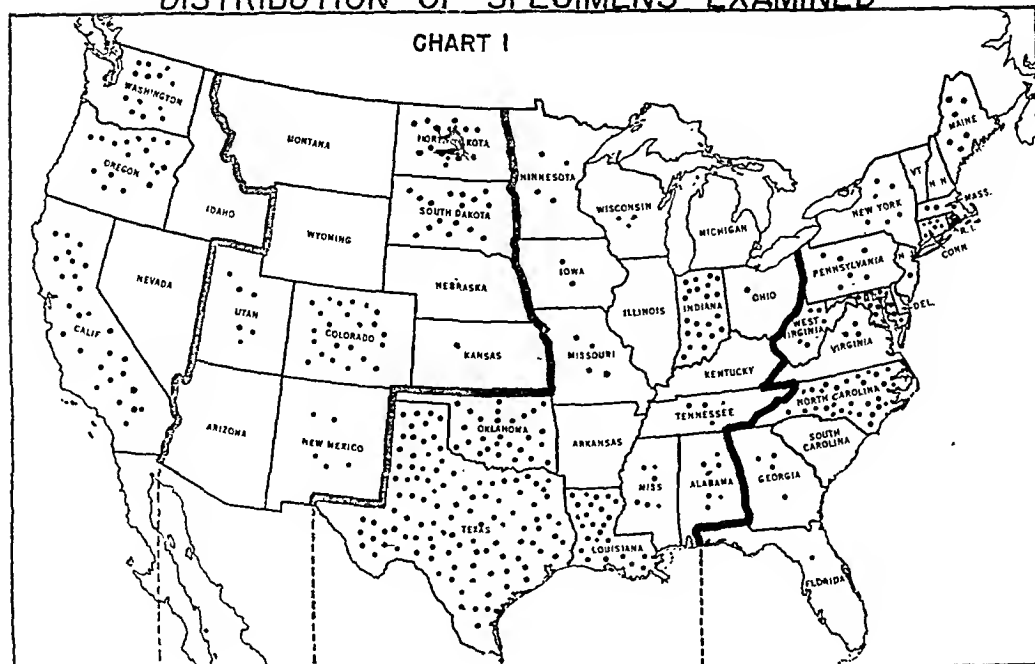 DISTRIBUTION OF SPECIMENS EXAMINED
CHART 1
WASHINGTON
MONTANA
MAINE
OREGON
MINNESOTA
VT
N H
IDAHO
SOUTH DAKOTA
WISCONSIN
NEW YORK
MASS.
WYOMING
MICHIGAN
R.I.
CONN
NEVADA
IOWA
PENNSYLVANIA
NEBRASKA
OHIO
UTAH
ILLINOIS
INDIANA
DEL.
CALIF
COLORADO
WEST
VIRGINIA
KANSAS
MISSOURI
VIRGINIA
KENTUCKY
NORTH CAROLINA
TENNESSEE
ARIZONA
NEW MEXICO
OKLAHOMA
ARKANSAS
SOUTH
CAROLINA
MISS
ALABAMA
GEORGIA
TEXAS
LOUISIANA
FLORIDA